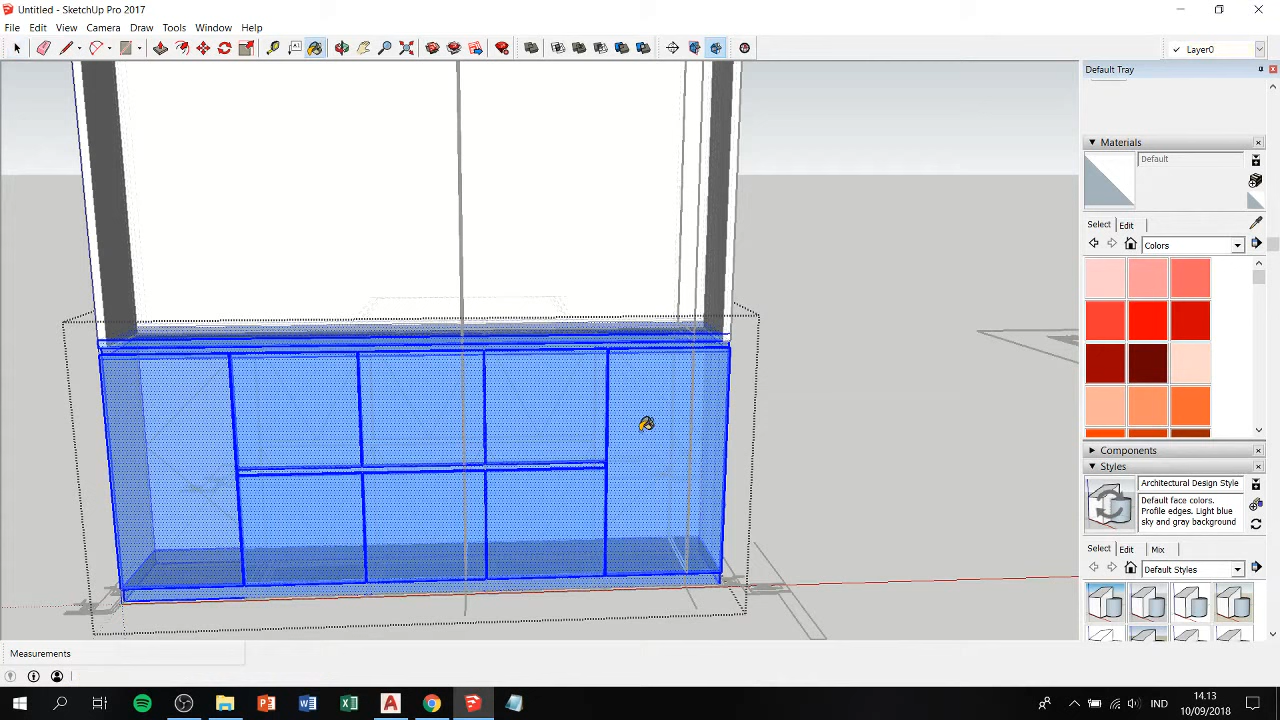 Untitled - SketchUp Pro 2017
File Edit View Camera Draw Tools Window Help
Layer0
Default Tray
Materials
Default
Select Edit
Colors
Components
Styles
Architectural Design Style
Default face colors.
Profile edges. Light blue
sky and gray background
Select Edit Mix
Default Styles
Measurements
IND
14.13
10/09/2018